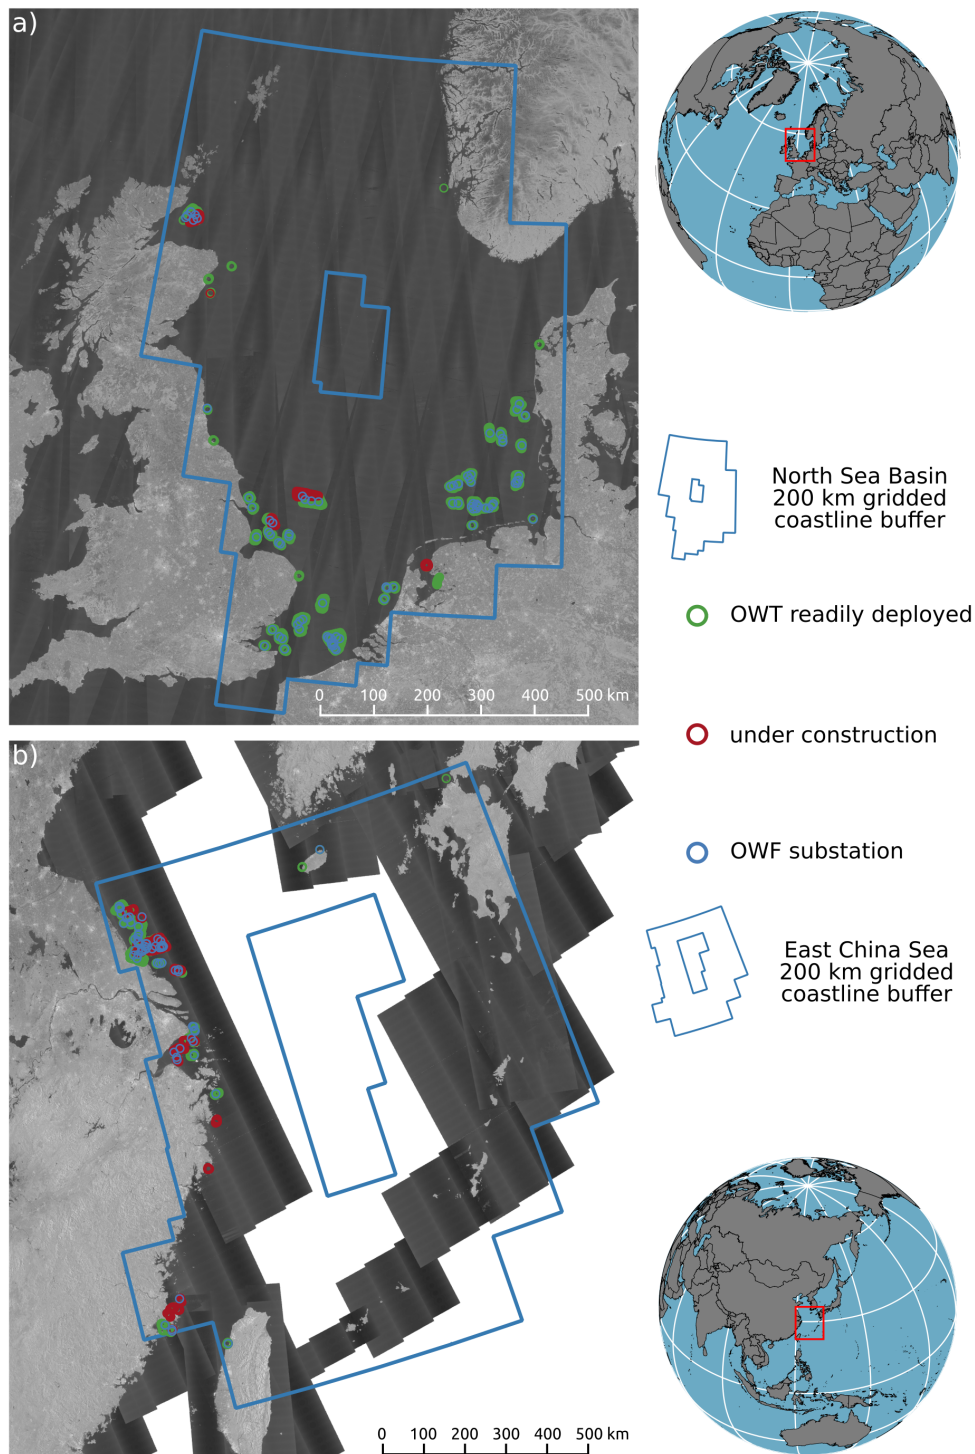 a)
0 100 200 300 400 500 km
North Sea Basin
200 km gridded
coastline buffer
OWT readily deployed
under construction
OWF substation
East China Sea
200 km gridded
coastline buffer
b)
0 100 200 300 400 500 km